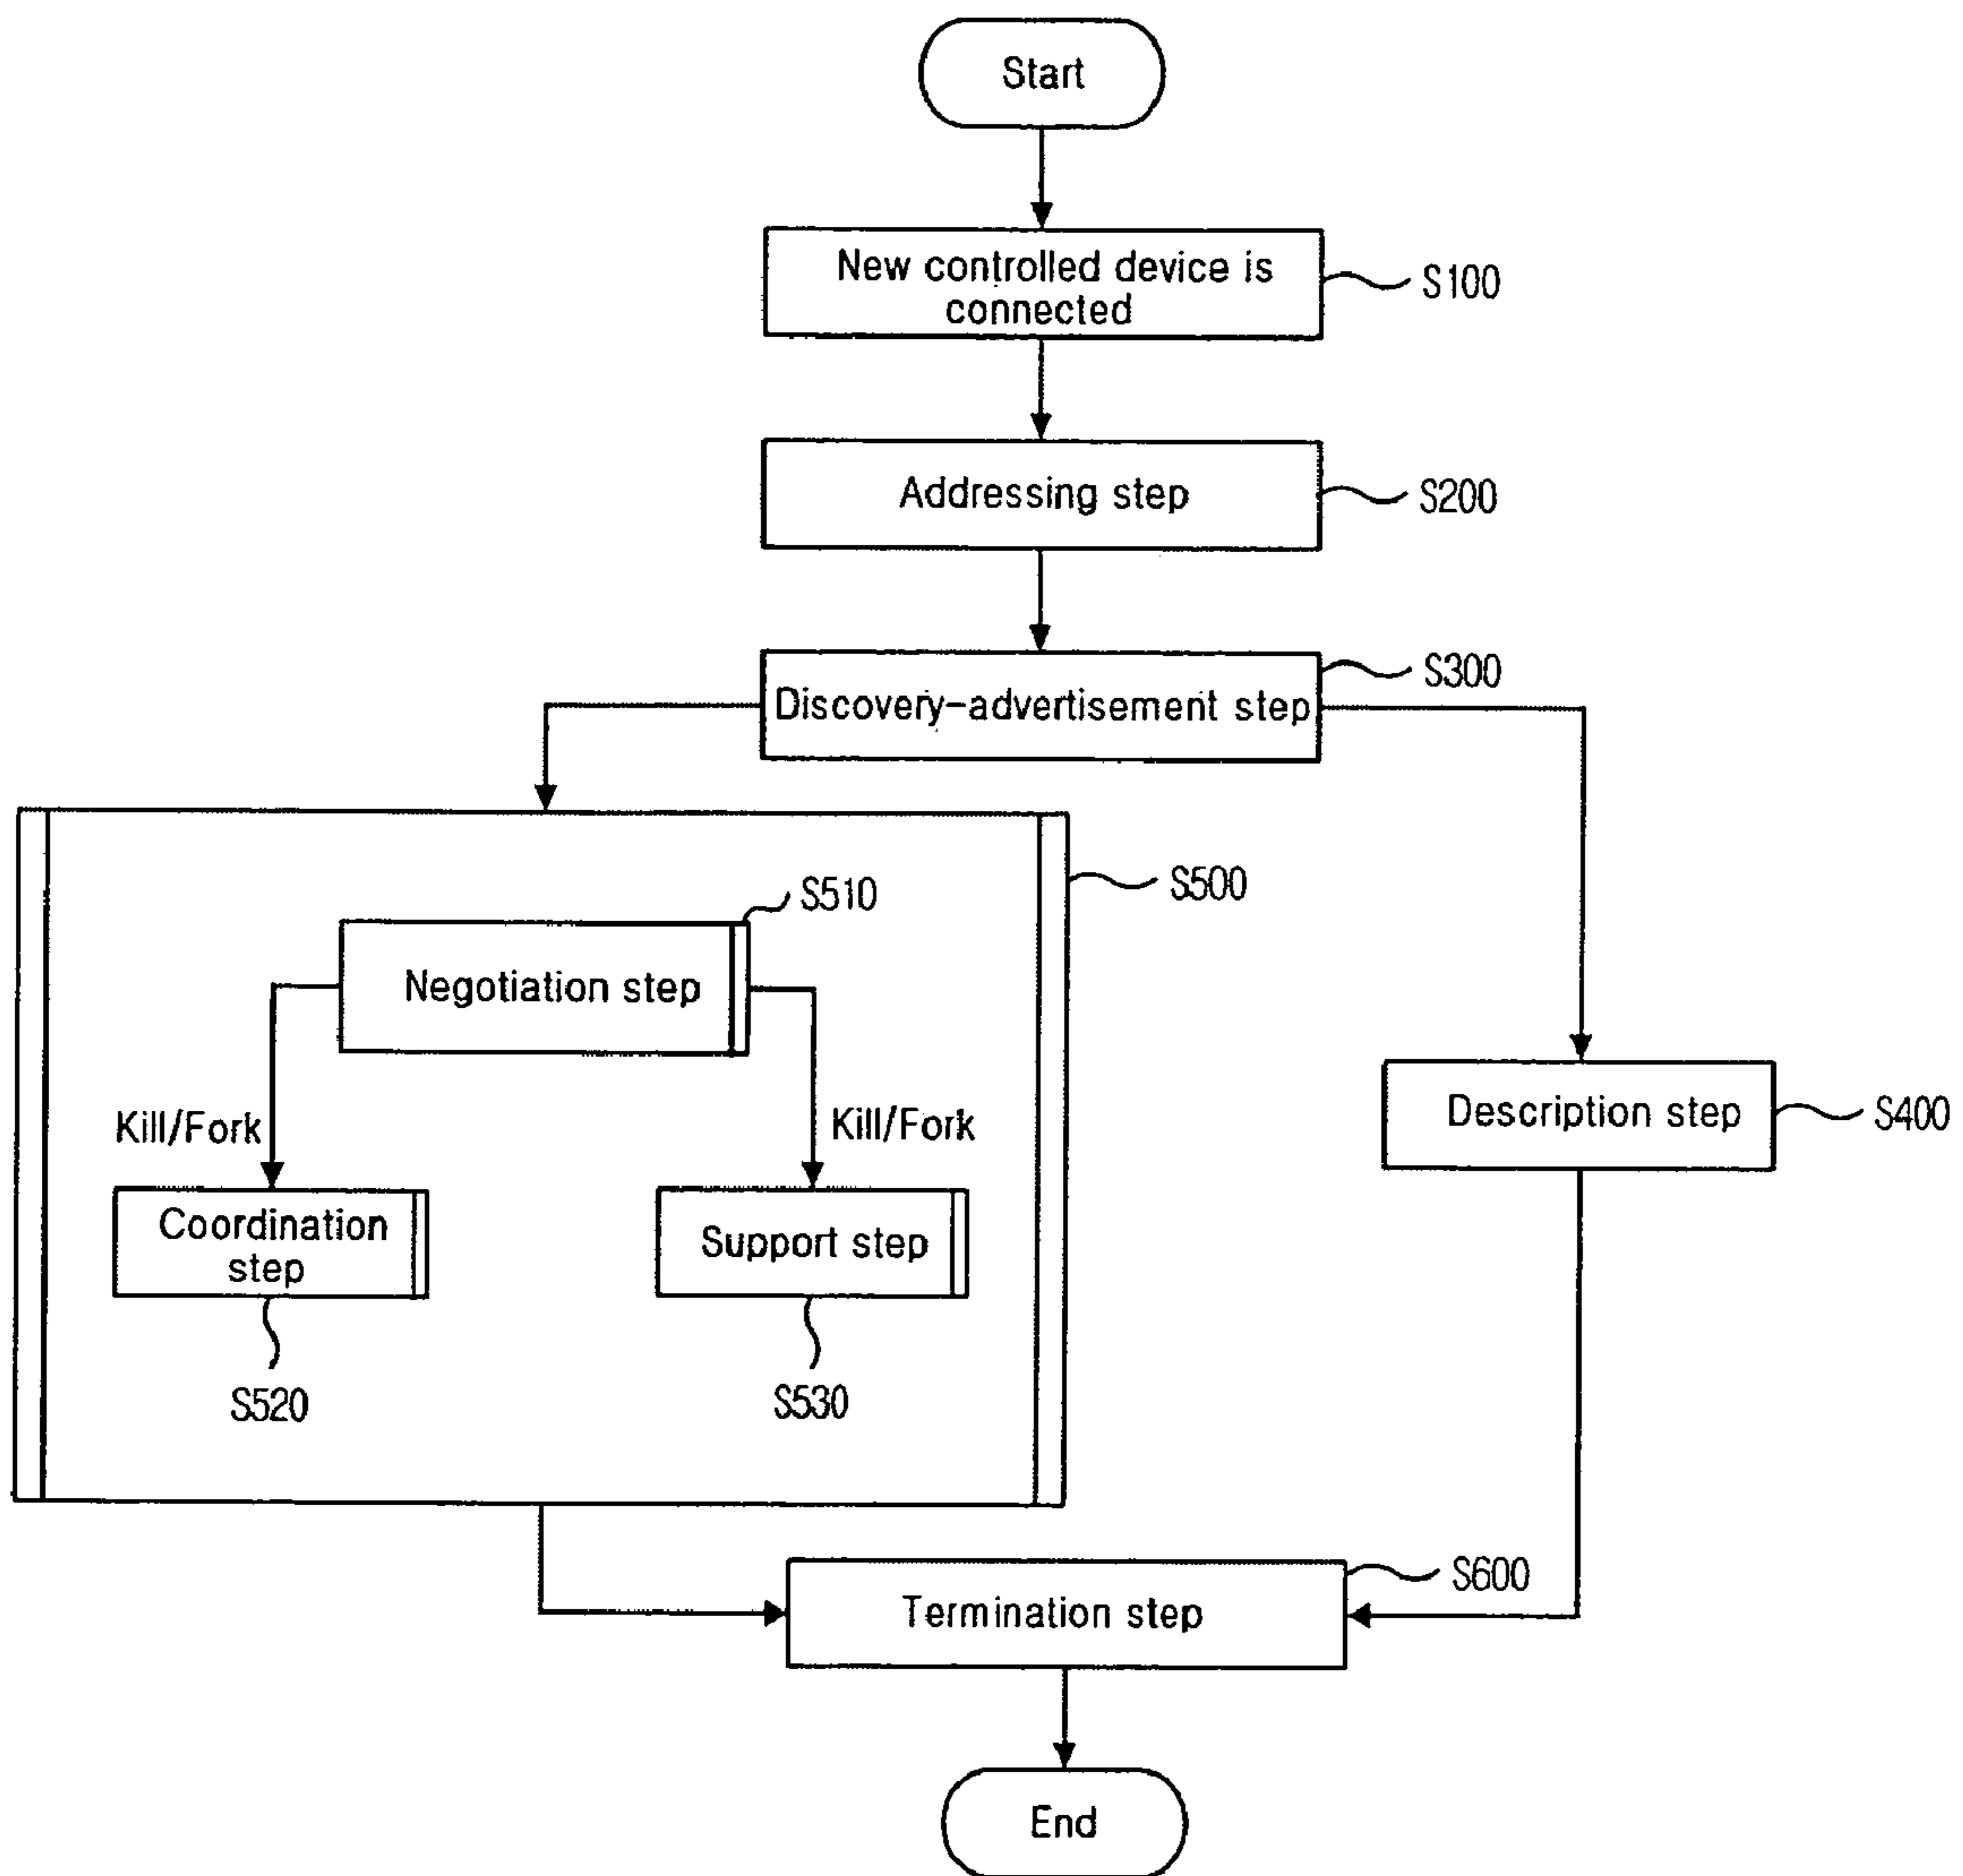 Start
New controlled device is
connected
S100
Addressing step
S200
Discovery-advertisement step
S300
S500
S510
Negotiation step
Kill/Fork
Kill/Fork
Coordination
step
Support step
S520
S530
Description step
S400
Termination step
S600
End